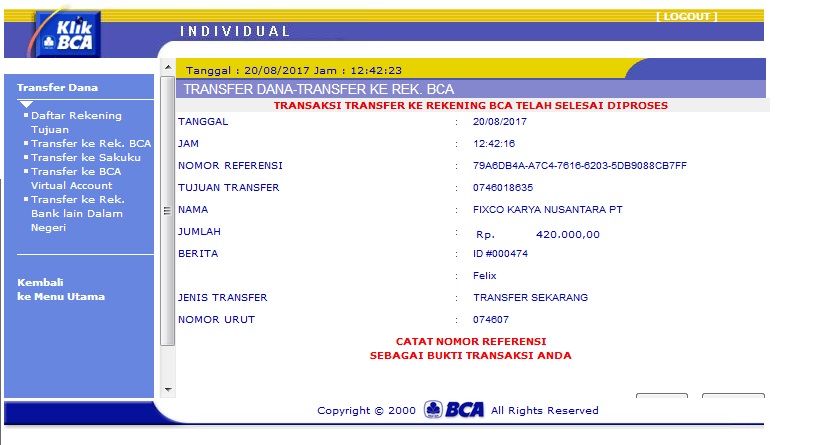 Klik
BCA
INDIVIDUAL
[ LOGOUT ]
Transfer Dana
Daftar Rekening
Tujuan
Transfer ke Rek. BCA
Transfer ke Sakuku
Transfer ke BCA
Virtual Account
Transfer ke Rek.
Bank lain Dalam
Negeri
Kembali
ke Menu Utama
Tanggal : 20/08/2017 Jam : 12:42:23
TRANSFER DANA-TRANSFER KE REK. BCA
TRANSAKSI TRANSFER KE REKENING BCA TELAH SELESAI DIPROSES
TANGGAL : 20/08/2017
JAM : 12:42:16
NOMOR REFERENSI : 79A6DB4A-A7C4-7616-6203-5DB9088CB7FF
TUJUAN TRANSFER : 0746018635
NAMA : FIXCO KARYA NUSANTARA PT
JUMLAH : Rp. 420.000,00
BERITA : ID #000474
: Felix
JENIS TRANSFER : TRANSFER SEKARANG
NOMOR URUT : 074607
CATAT NOMOR REFERENSI
SEBAGAI BUKTI TRANSAKSI ANDA
Copyright © 2000 BCA All Rights Reserved